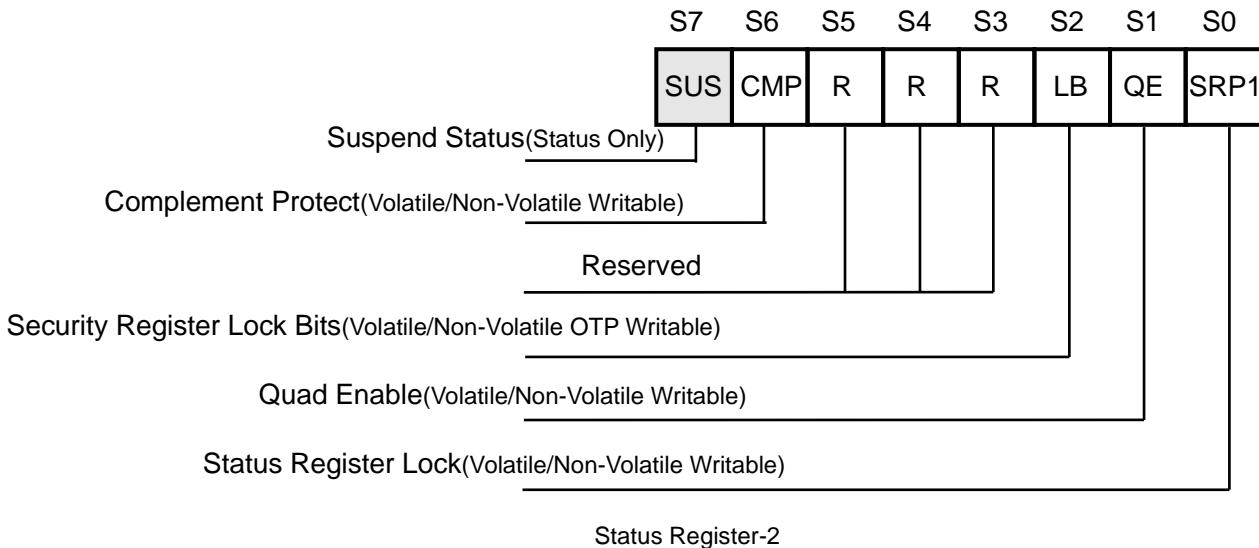 S7 S6 S5 S4 S3 S2 S1 S0
SUS CMP R R R LB QE SRP1
Suspend Status(Status Only)
Complement Protect(Volatile/Non-Volatile Writable)
Reserved
Security Register Lock Bits(Volatile/Non-Volatile OTP Writable)
Quad Enable(Volatile/Non-Volatile Writable)
Status Register Lock(Volatile/Non-Volatile Writable)
Status Register-2